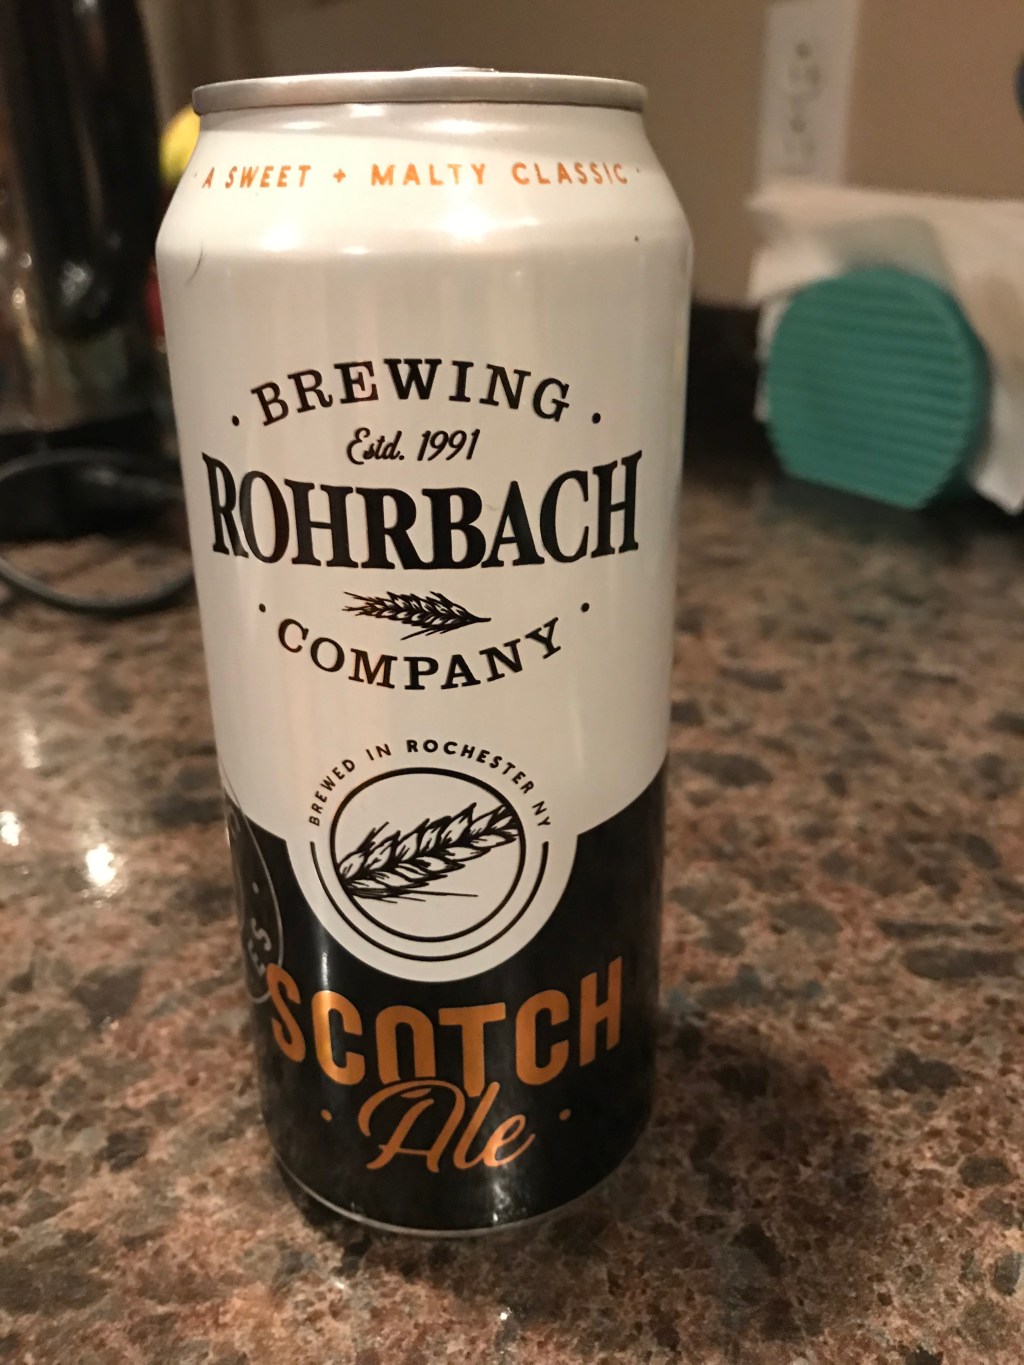 · A SWEET + MALTY CLASSIC ·
· BREWING ·
Estd. 1991
ROHRBACH
· COMPANY ·
BREWED IN ROCHESTER NY
SCOTCH
· Ale ·